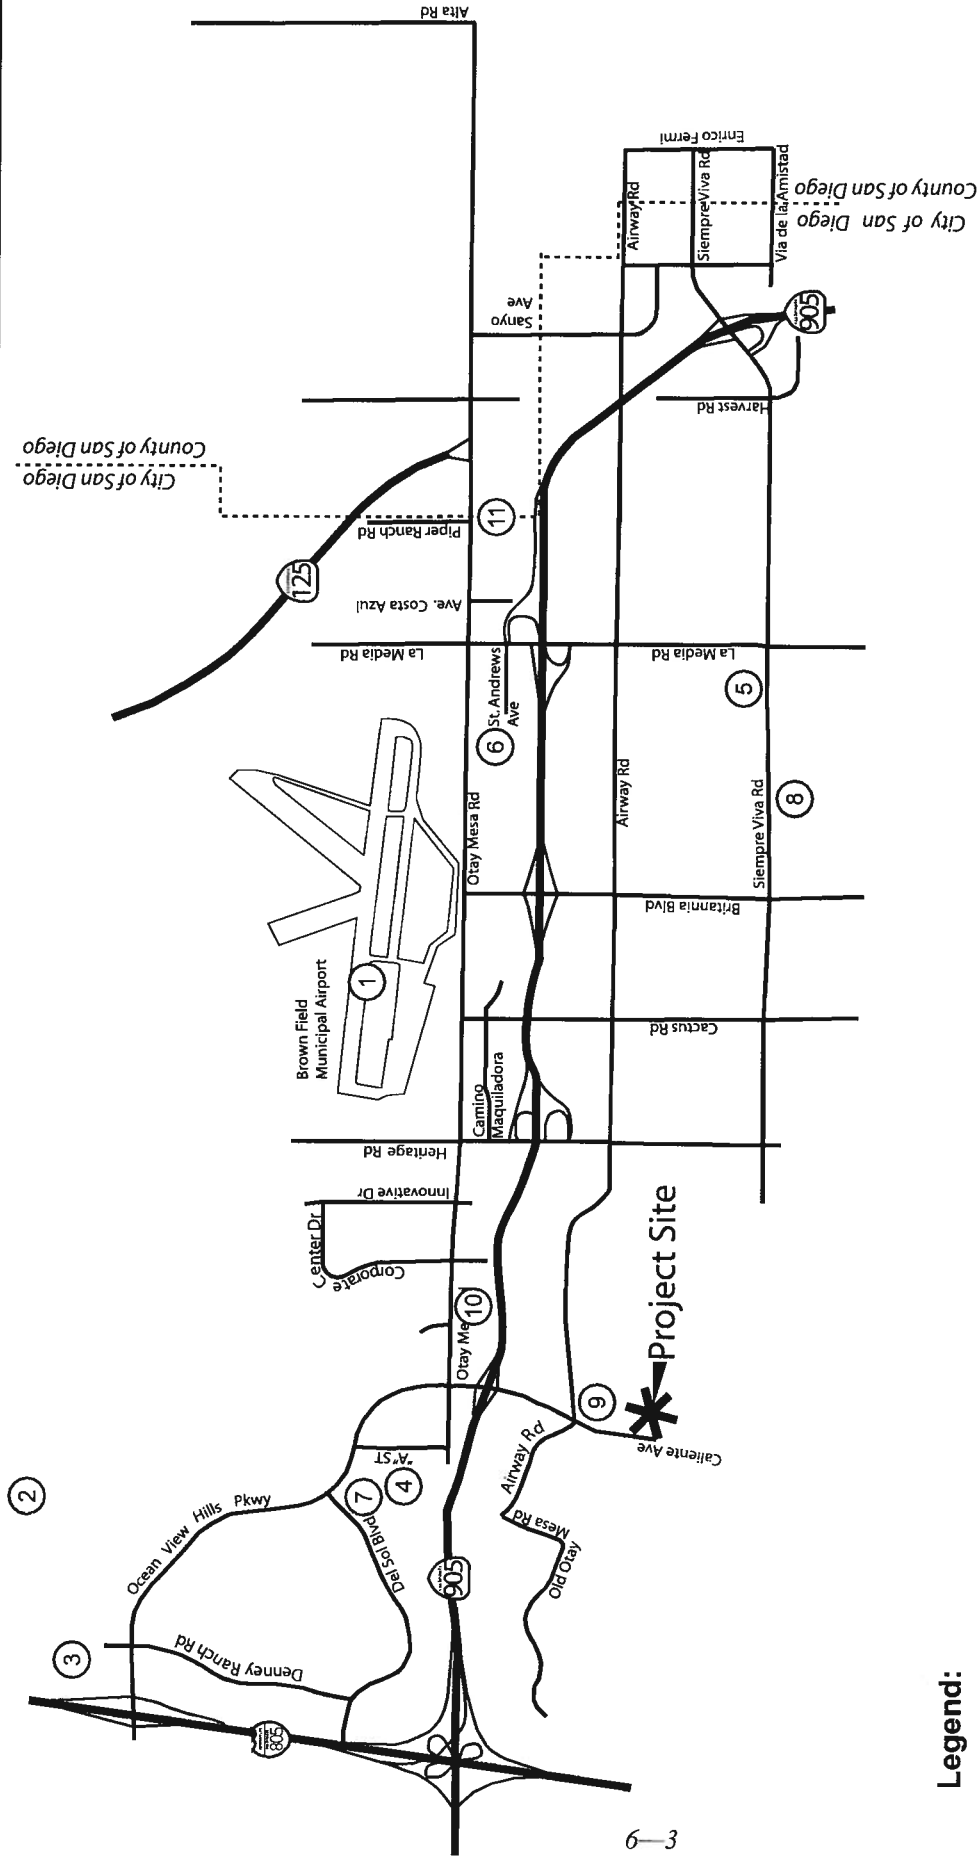 Alta Rd
Enrico Fermi
Airway Rd
Siempre Viva Rd
Via de la Amistad
County of San Diego
City of San Diego
Sanyo
Ave
905
Harvest Rd
County of San Diego
City of San Diego
Piper Ranch Rd
11
125
Ave. Costa Azul
La Media Rd
La Media Rd
St. Andrews
Ave
6
5
Otay Mesa Rd
Airway Rd
Siempre Viva Rd
8
Britannia Blvd
Brown Field
Municipal Airport
1
Cactus Rd
Camino
Maquiladora
Heritage Rd
Innovative Dr
Corporate
Center Dr
10
Otay Me
Project Site
9
Caliente Ave
"A" ST
4
7
2
Ocean View Hills Pkwy
Del Sol Blvd
Airway Rd
Old Otay
Mesa Rd
905
3
Denney Ranch Rd
805
Legend:
6—3